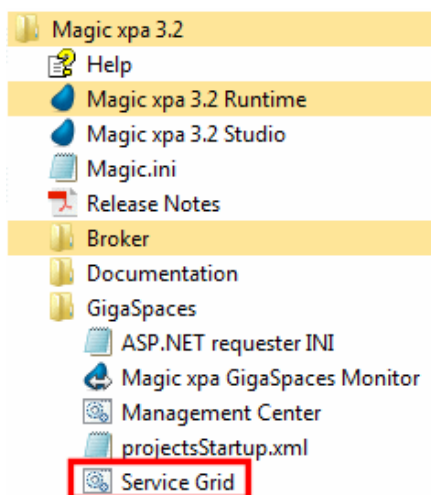 Magic xpa 3.2
Help
Magic xpa 3.2 Runtime
Magic xpa 3.2 Studio
Magic.ini
Release Notes
Broker
Documentation
GigaSpaces
ASP.NET requester INI
Magic xpa GigaSpaces Monitor
Management Center
projectsStartup.xml
Service Grid